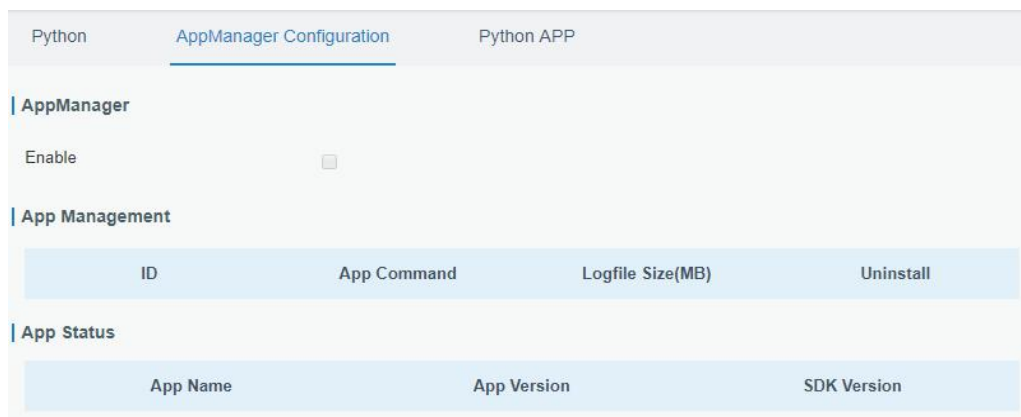 Python AppManager Configuration Python APP
AppManager
Enable
App Management
ID App Command Logfile Size(MB) Uninstall
App Status
App Name App Version SDK Version